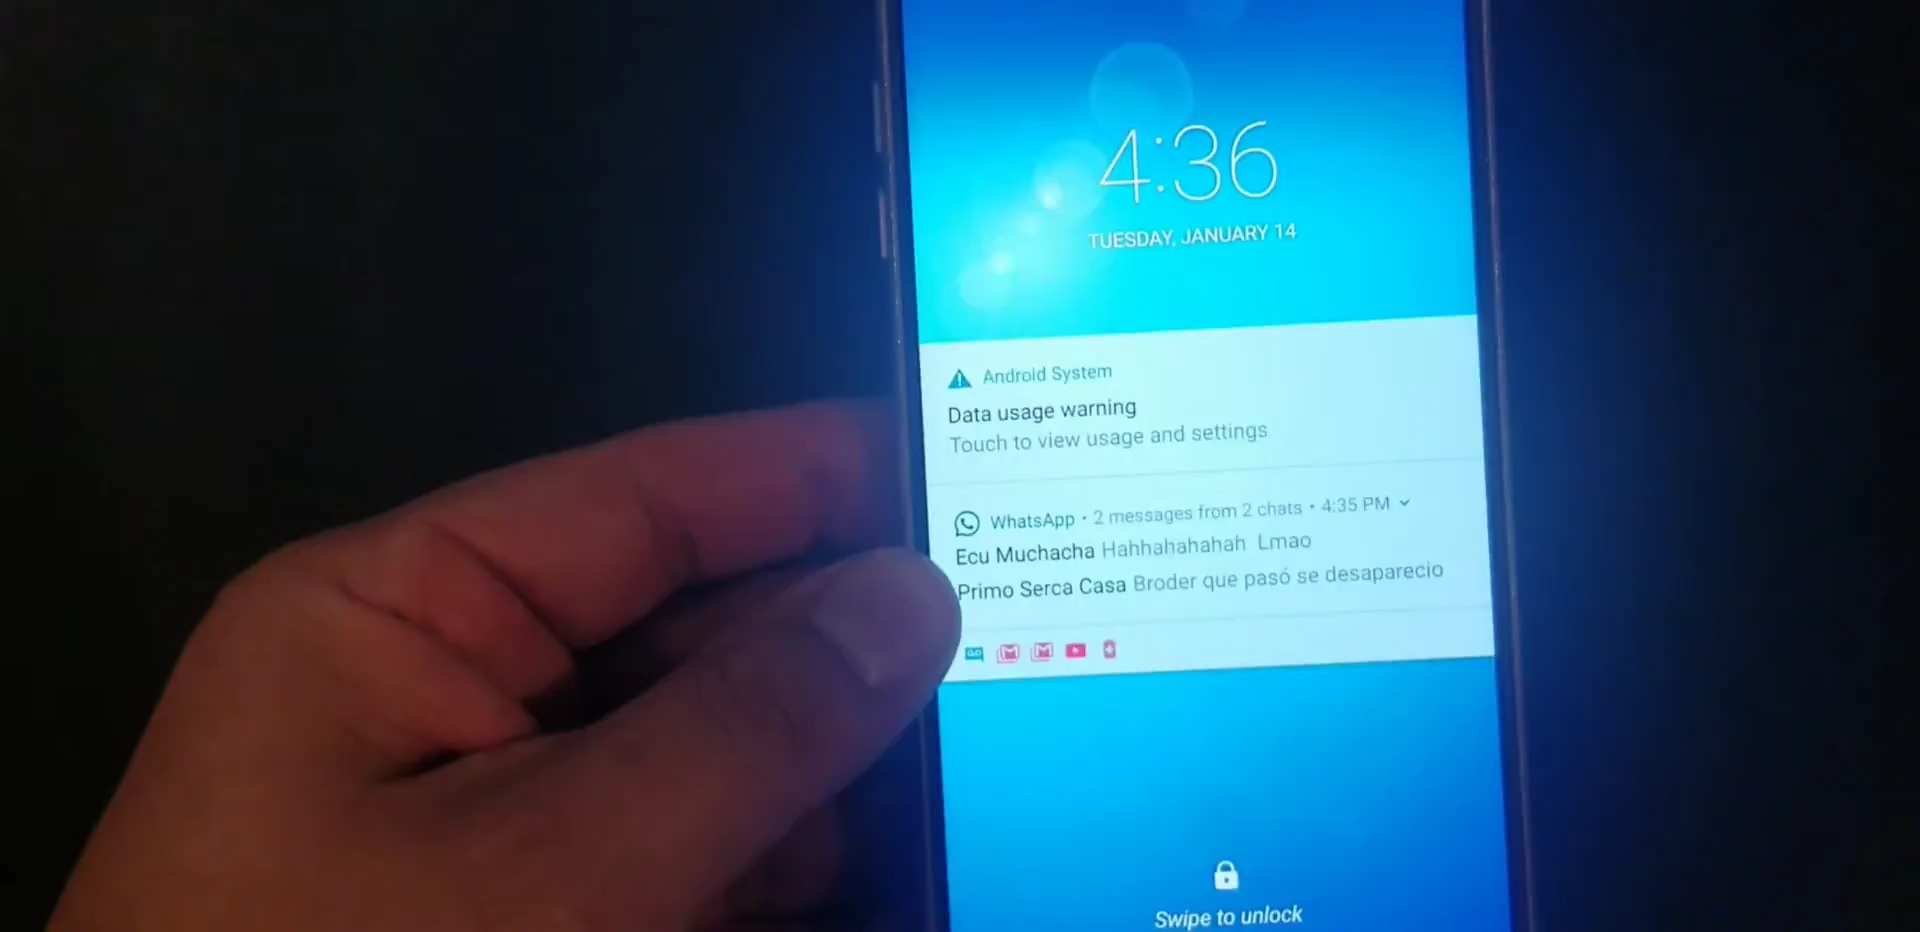 4:36
TUESDAY, JANUARY 14
Android System
Data usage warning
Touch to view usage and settings
WhatsApp • 2 messages from 2 chats • 4:35 PM
Ecu Muchacha Hahhahahahah Lmao
Primo Serca Casa Broder que pasó se desaparecio
Swipe to unlock